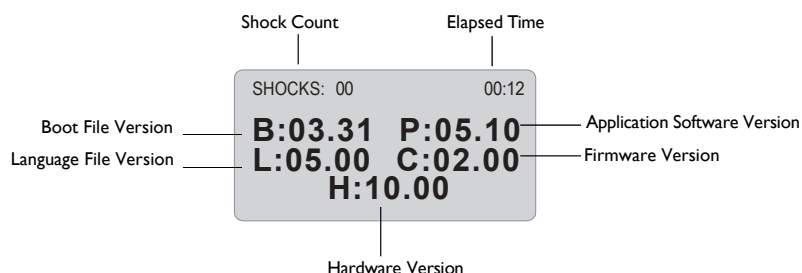 Shock Count Elapsed Time
SHOCKS: 00 00:12
Boot File Version B:03.31 P:05.10 Application Software Version
Language File Version L:05.00 C:02.00 Firmware Version
H:10.00
Hardware Version